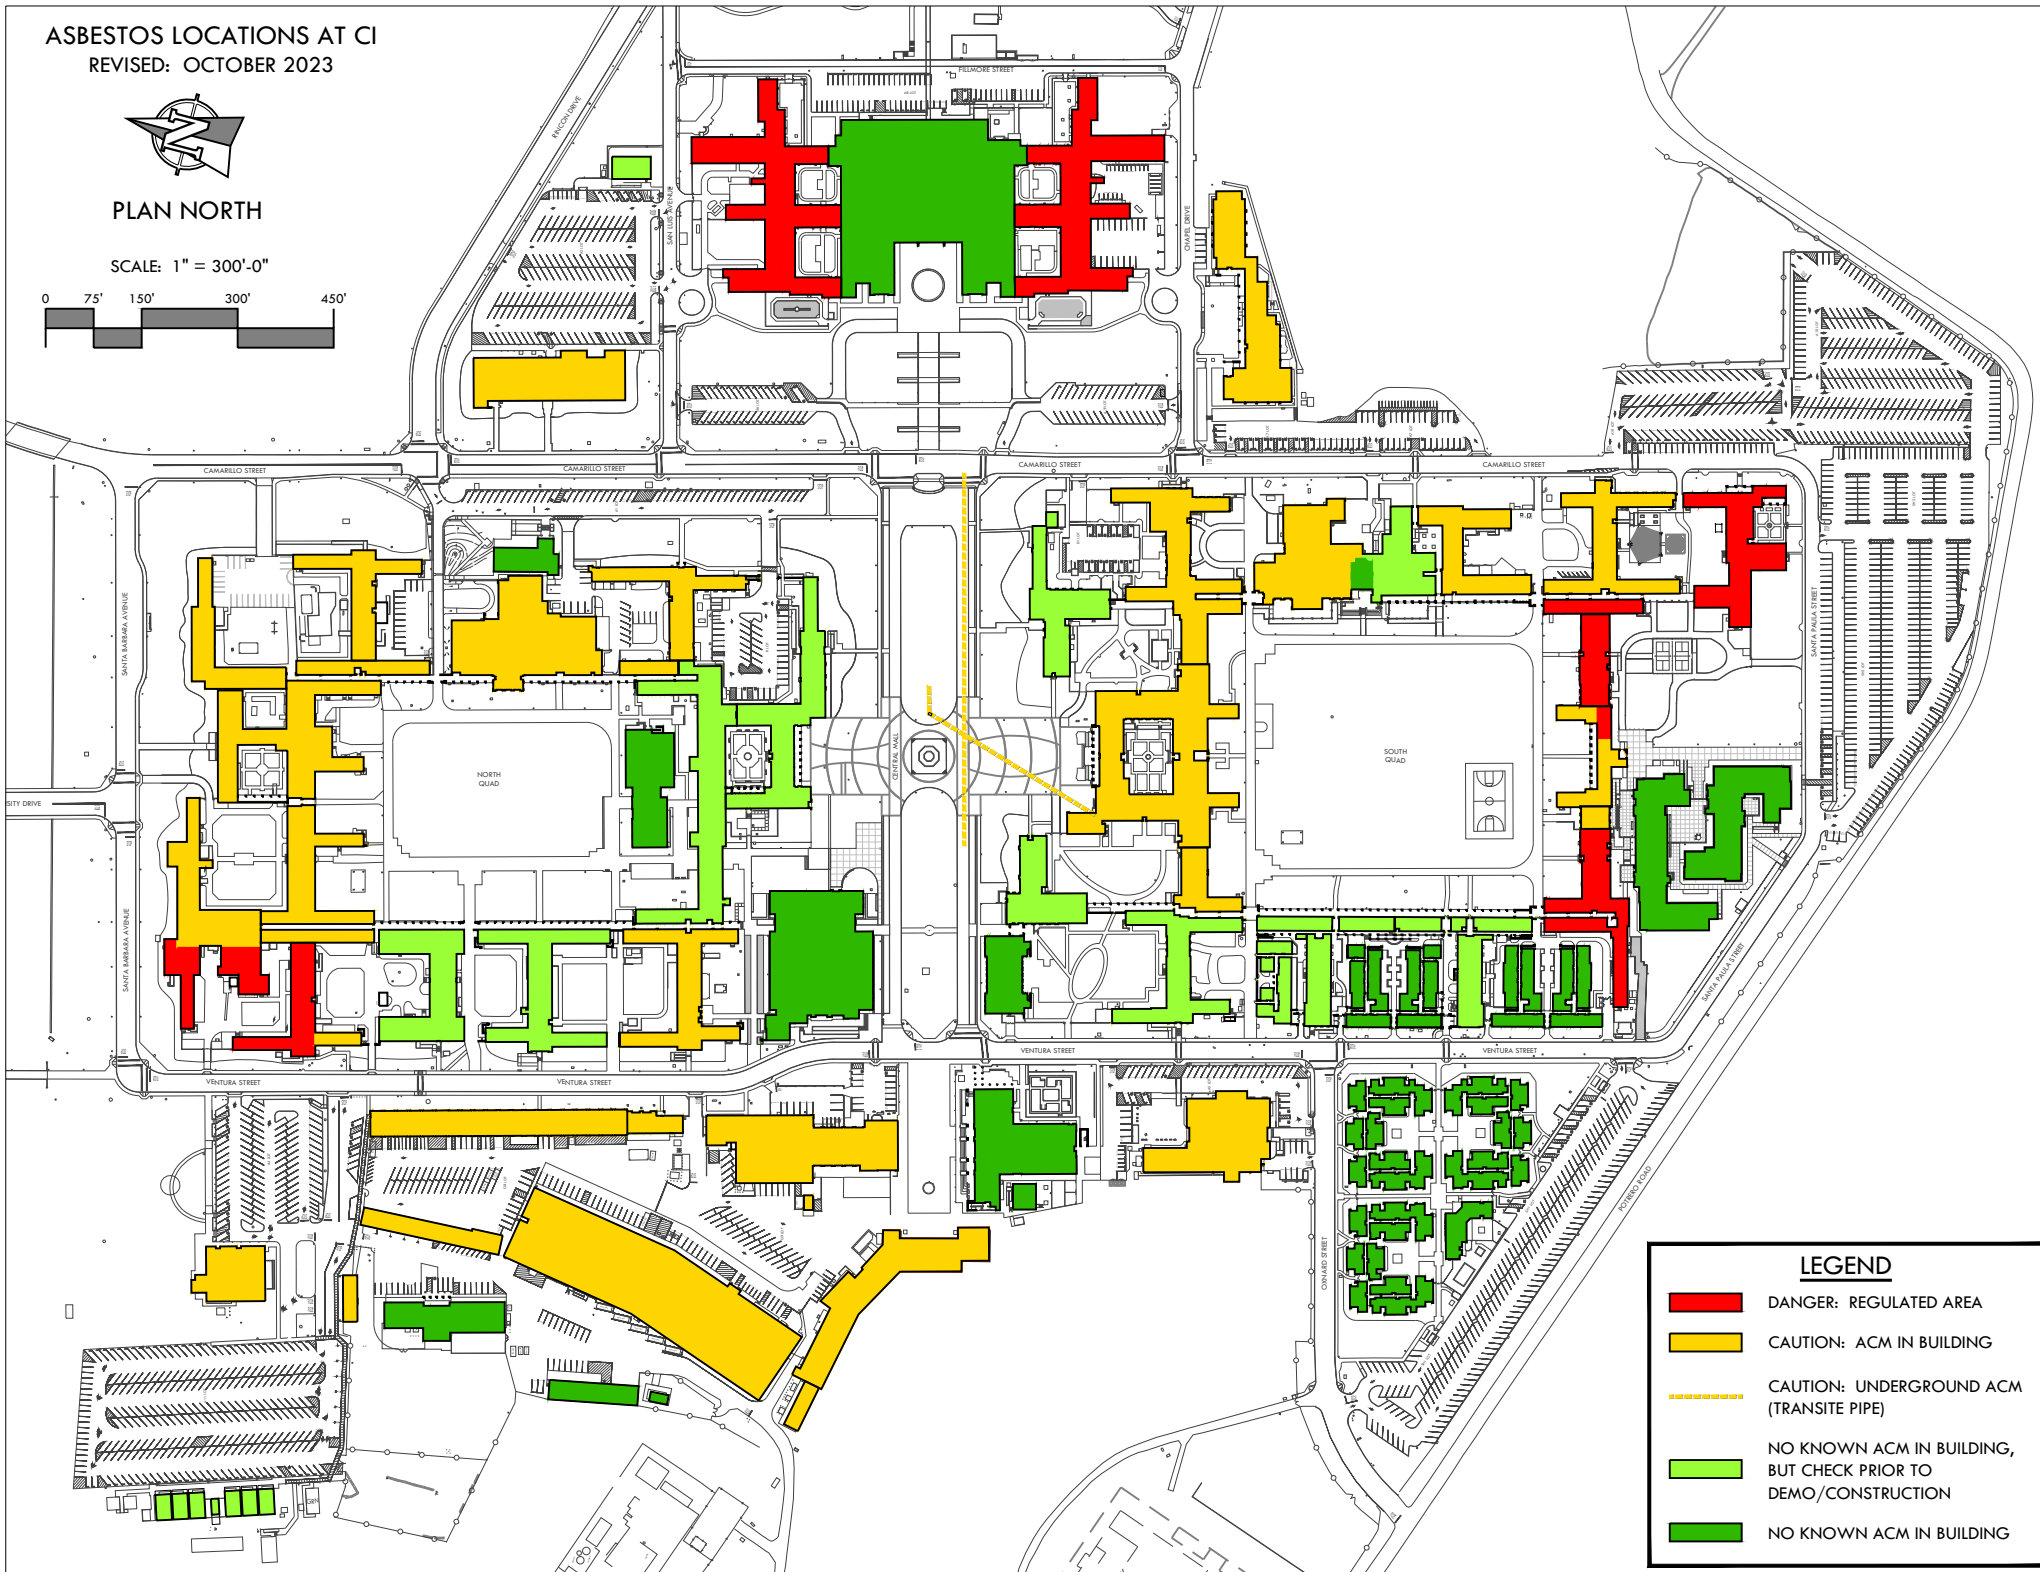 ASBESTOS LOCATIONS AT CI
REVISED: OCTOBER 2023
N
PLAN NORTH
SCALE: 1" = 300'-0"
0 75' 150' 300' 450'
FILLMORE STREET
RINCON DRIVE
SAN LUIS AVENUE
CHAPEL DRIVE
CAMARILLO STREET
CAMARILLO STREET
CAMARILLO STREET
CAMARILLO STREET
SANTA BARBARA AVENUE
SANTA PAULA STREET
CENTRAL MALL
NORTH
QUAD
SOUTH
QUAD
SITY DRIVE
SANTA BARBARA AVENUE
SANTA PAULA STREET
VENTURA STREET
VENTURA STREET
VENTURA STREET
VENTURA STREET
POTRERO ROAD
OXNARD STREET
GEN
LEGEND
DANGER: REGULATED AREA
CAUTION: ACM IN BUILDING
CAUTION: UNDERGROUND ACM
(TRANSITE PIPE)
NO KNOWN ACM IN BUILDING,
BUT CHECK PRIOR TO
DEMO/CONSTRUCTION
NO KNOWN ACM IN BUILDING